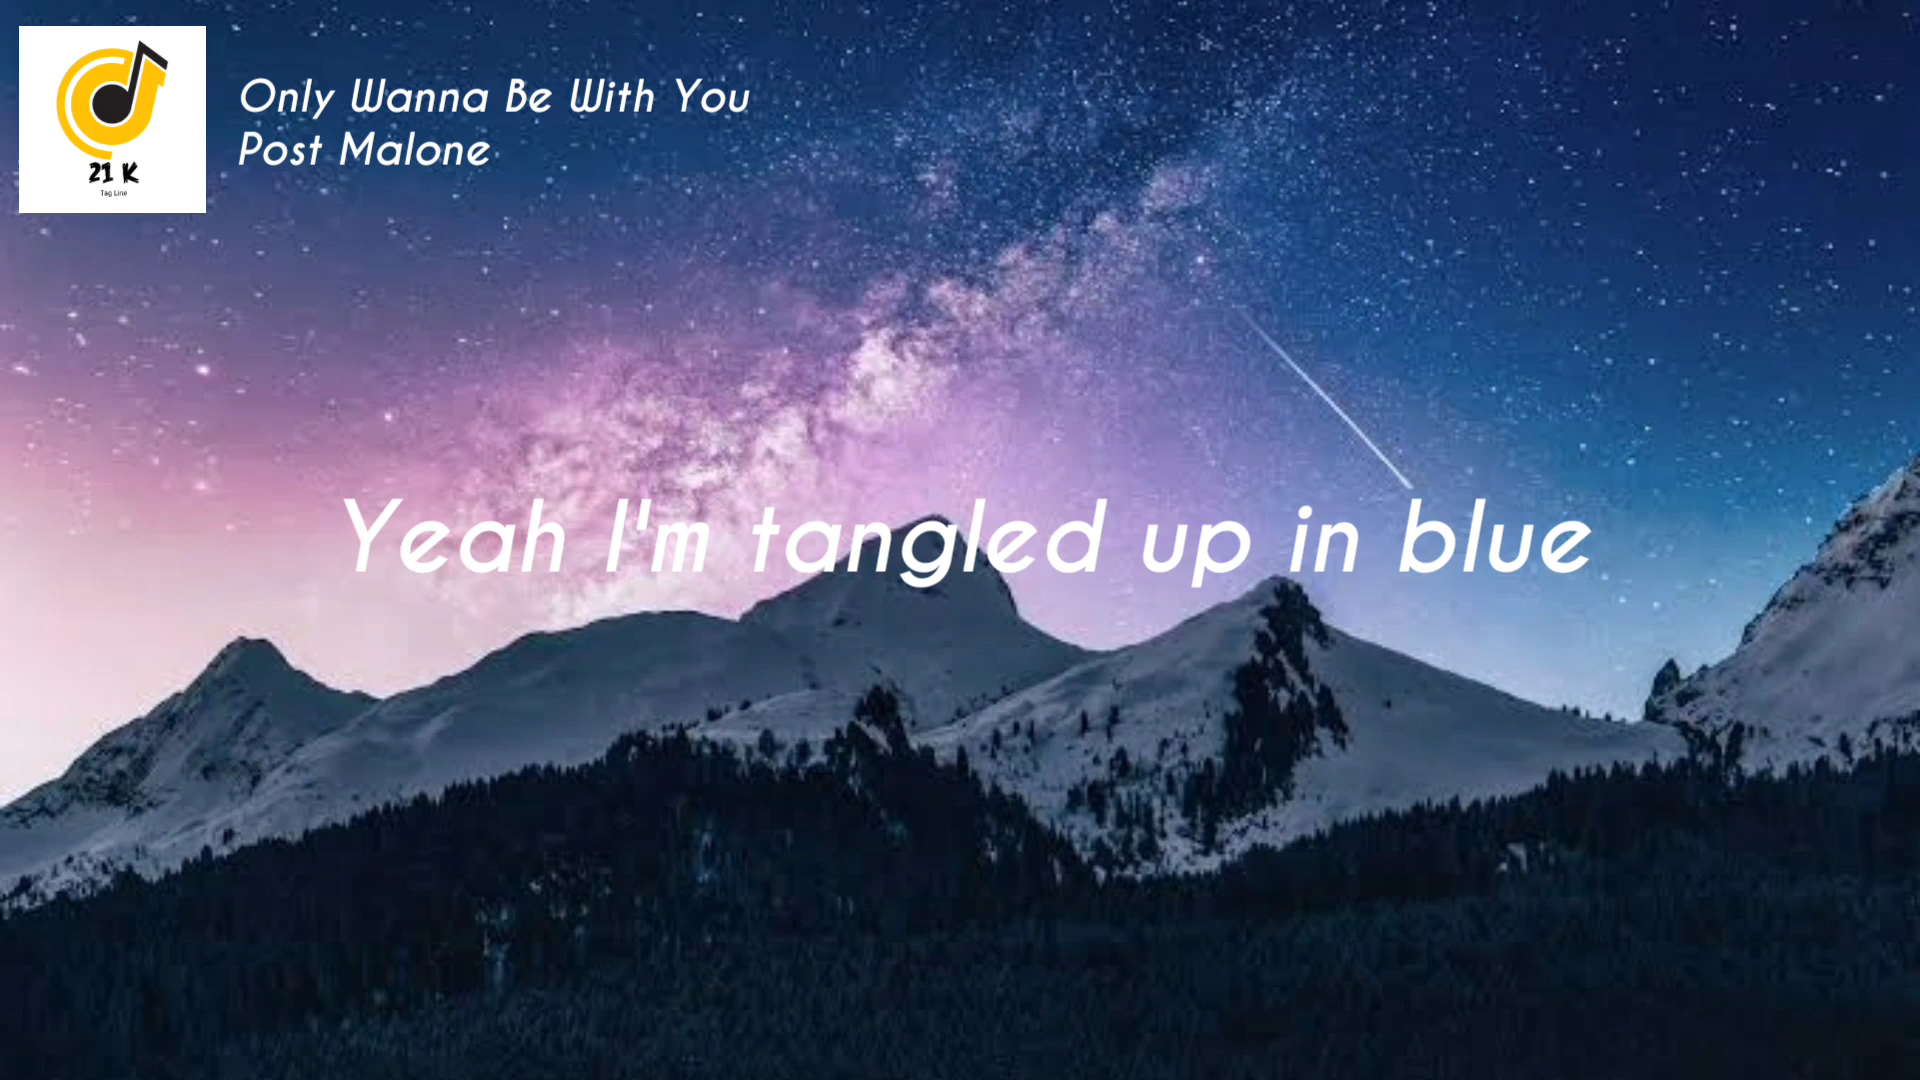 21 K
Tag Line
Only Wanna Be With You
Post Malone
Yeah I'm tangled up in blue